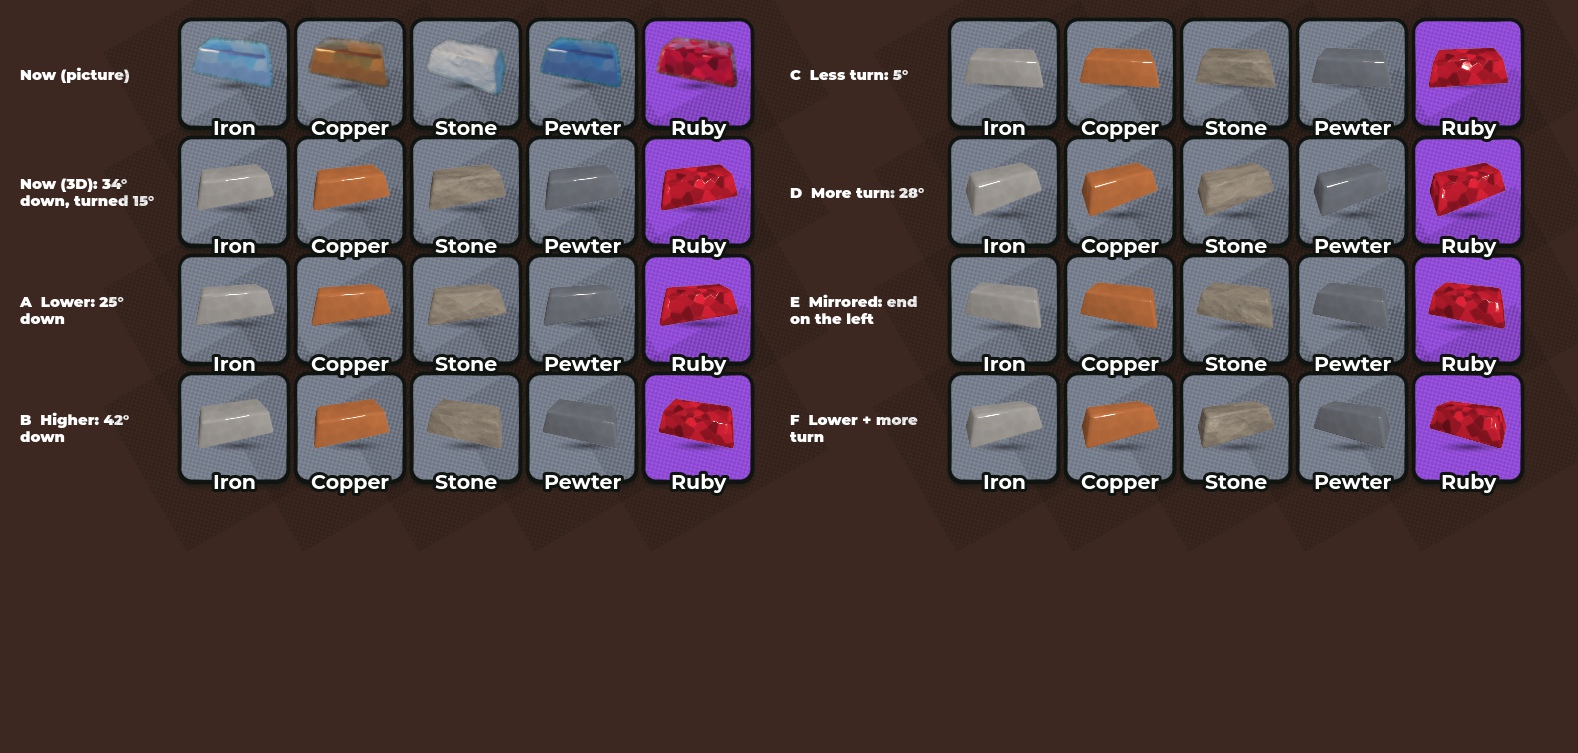 Now (picture)
Iron Copper Stone Pewter Ruby
Now (3D): 34°
down, turned 15°
Iron Copper Stone Pewter Ruby
A Lower: 25°
down
Iron Copper Stone Pewter Ruby
B Higher: 42°
down
Iron Copper Stone Pewter Ruby
C Less turn: 5°
Iron Copper Stone Pewter Ruby
D More turn: 28°
Iron Copper Stone Pewter Ruby
E Mirrored: end
on the left
Iron Copper Stone Pewter Ruby
F Lower + more
turn
Iron Copper Stone Pewter Ruby